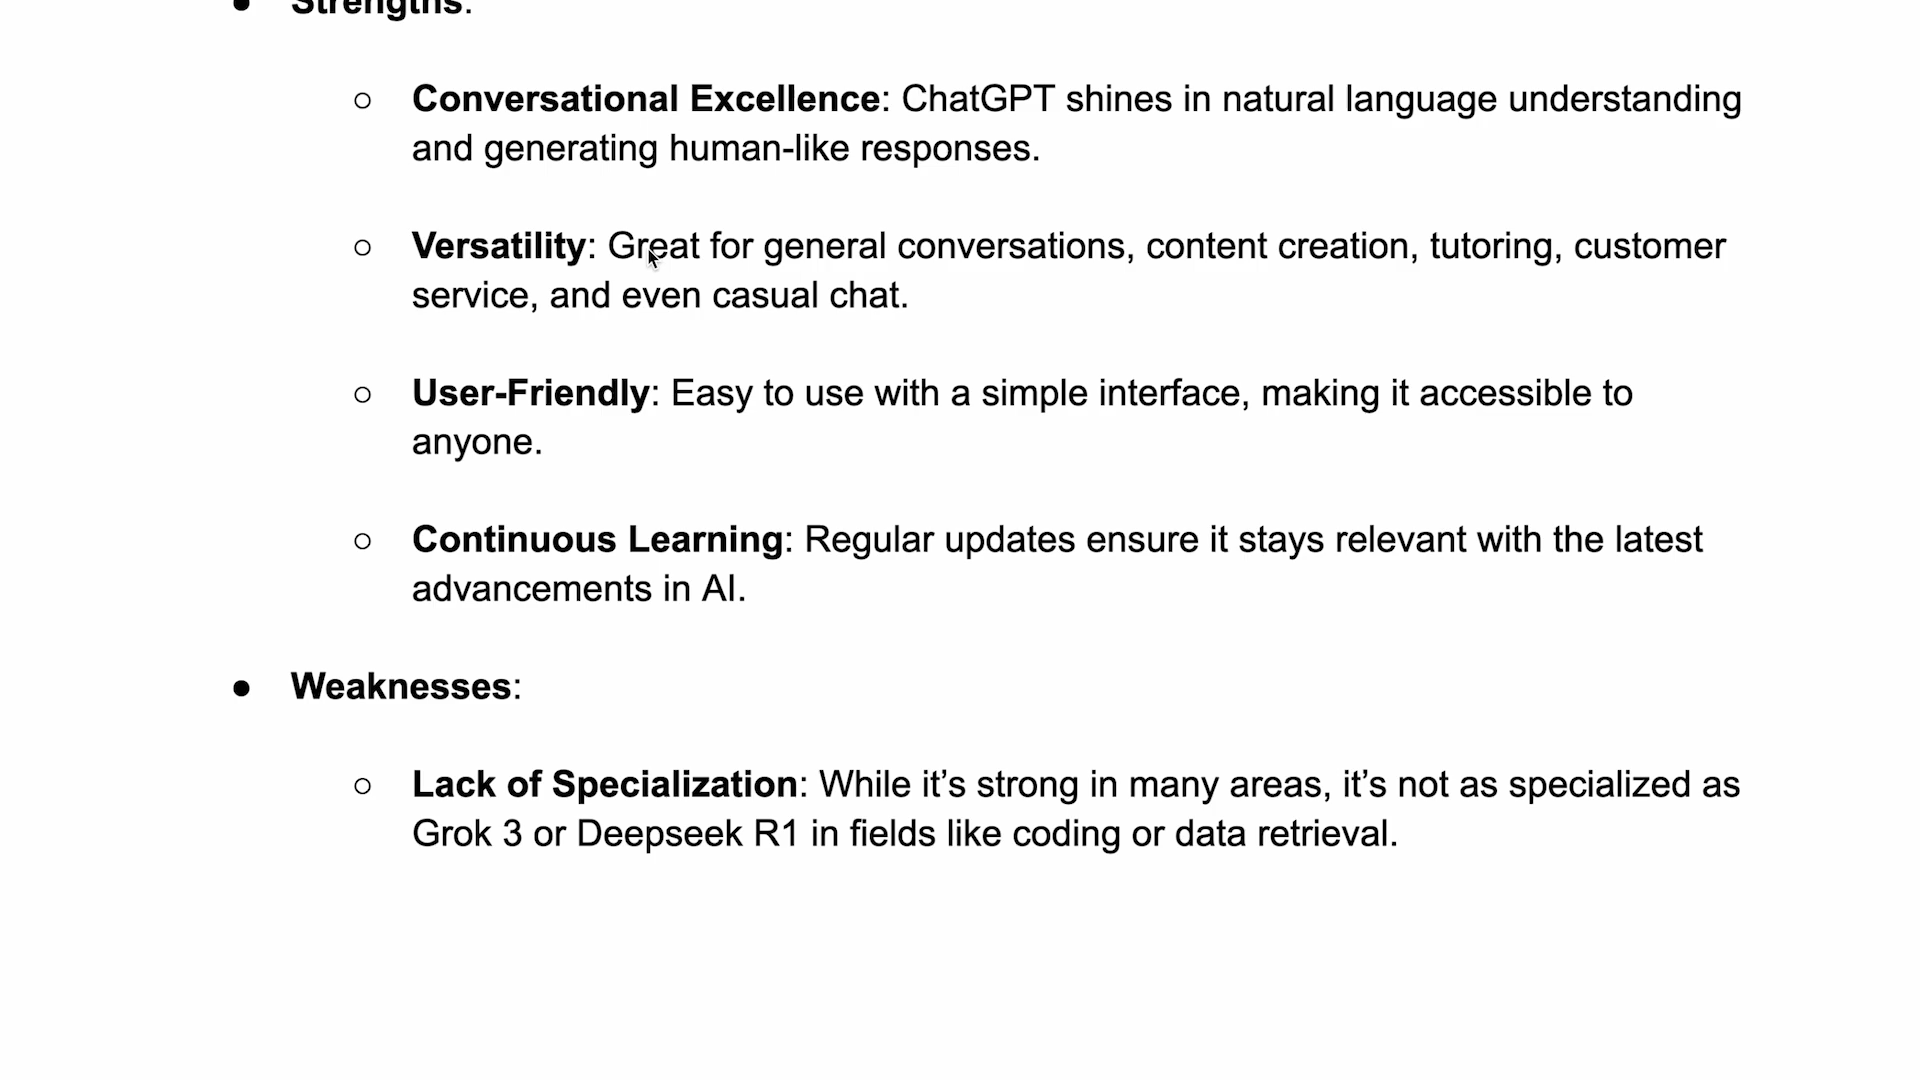 ● Strengths:
○ Conversational Excellence: ChatGPT shines in natural language understanding
and generating human-like responses.
○ Versatility: Great for general conversations, content creation, tutoring, customer
service, and even casual chat.
○ User-Friendly: Easy to use with a simple interface, making it accessible to
anyone.
○ Continuous Learning: Regular updates ensure it stays relevant with the latest
advancements in AI.
● Weaknesses:
○ Lack of Specialization: While it’s strong in many areas, it’s not as specialized as
Grok 3 or Deepseek R1 in fields like coding or data retrieval.